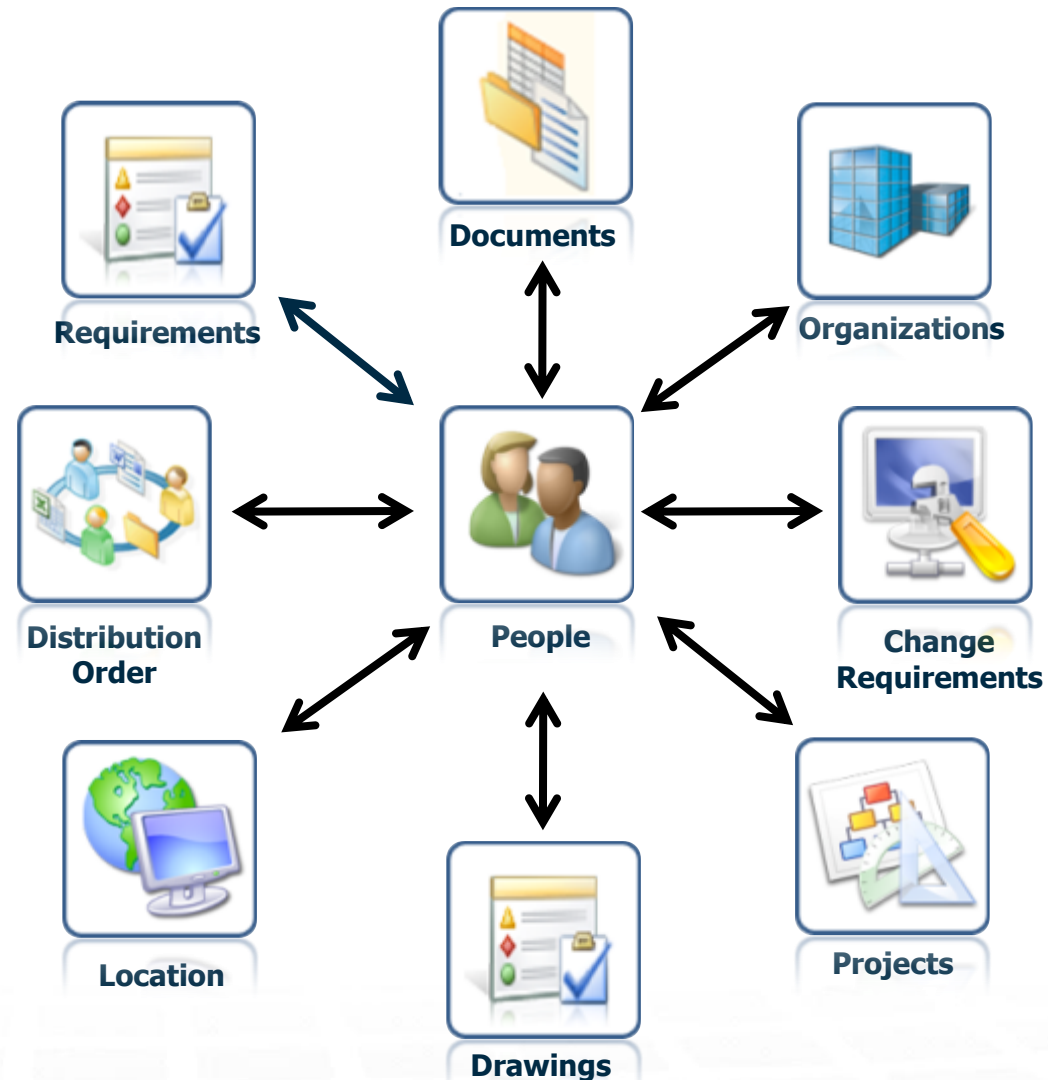 Documents
Requirements
Organizations
People
Distribution
Order
Change
Requirements
Location
Projects
Drawings